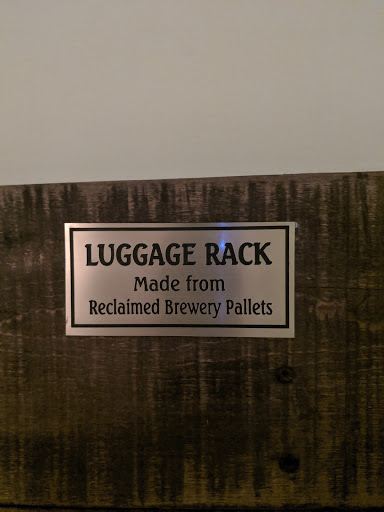 LUGGAGE RACK
Made from
Reclaimed Brewery Pallets